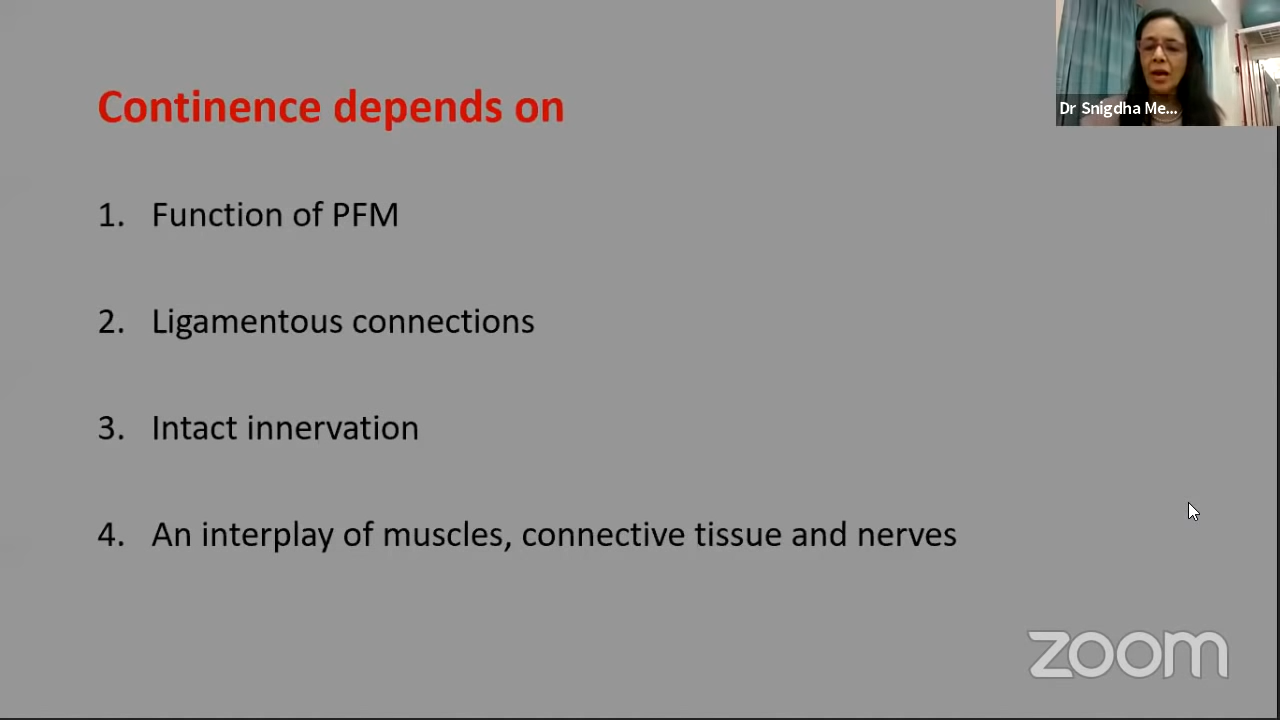 Continence depends on
1. Function of PFM
2. Ligamentous connections
3. Intact innervation
4. An interplay of muscles, connective tissue and nerves
Dr Snigdha Me...
zoom